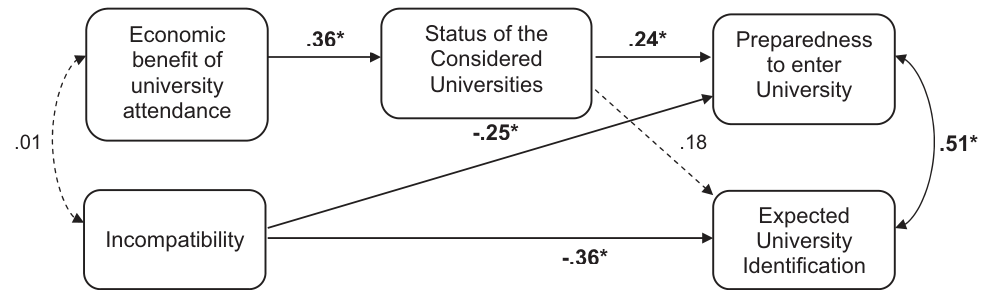 Economic
benefit of
university
attendance
.36*
Status of the
Considered
Universities
.24*
Preparedness
to enter
University
.01
-.25*
.18
.51*
Incompatibility
-.36*
Expected
University
Identification